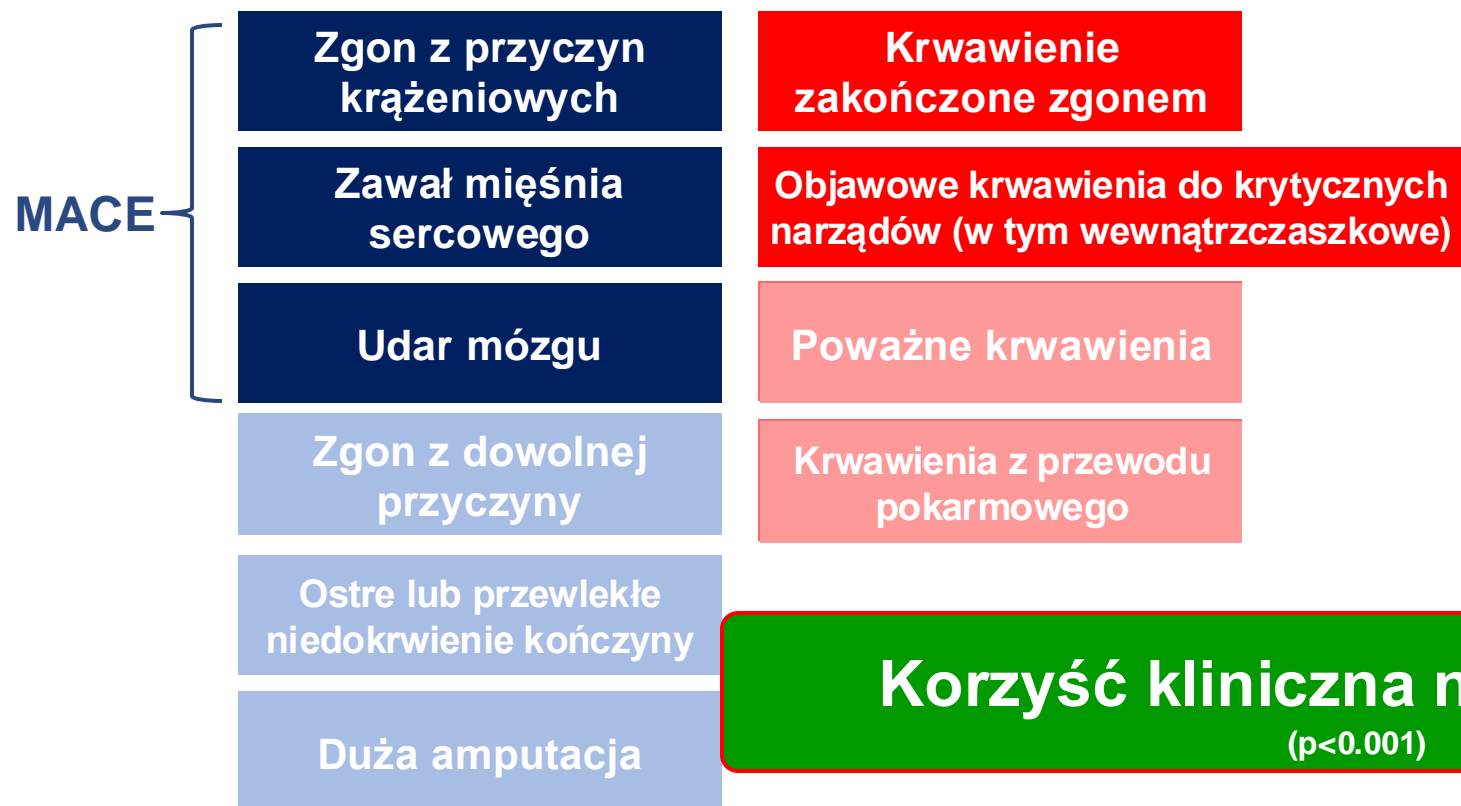 MACE
Zgon z przyczyn
krążeniowych
Zawał mięśnia
sercowego
Udar mózgu
Zgon z dowolnej
przyczyny
Ostre lub przewlekłe
niedokrwienie kończyny
Duża amputacja
Krwawienie
zakończone zgonem
Objawowe krwawienia do krytycznych
narządów (w tym wewnątrzczaszkowe)
Poważne krwawienia
Krwawienia z przewodu
pokarmowego
Korzyść kliniczna
(p<0.001)